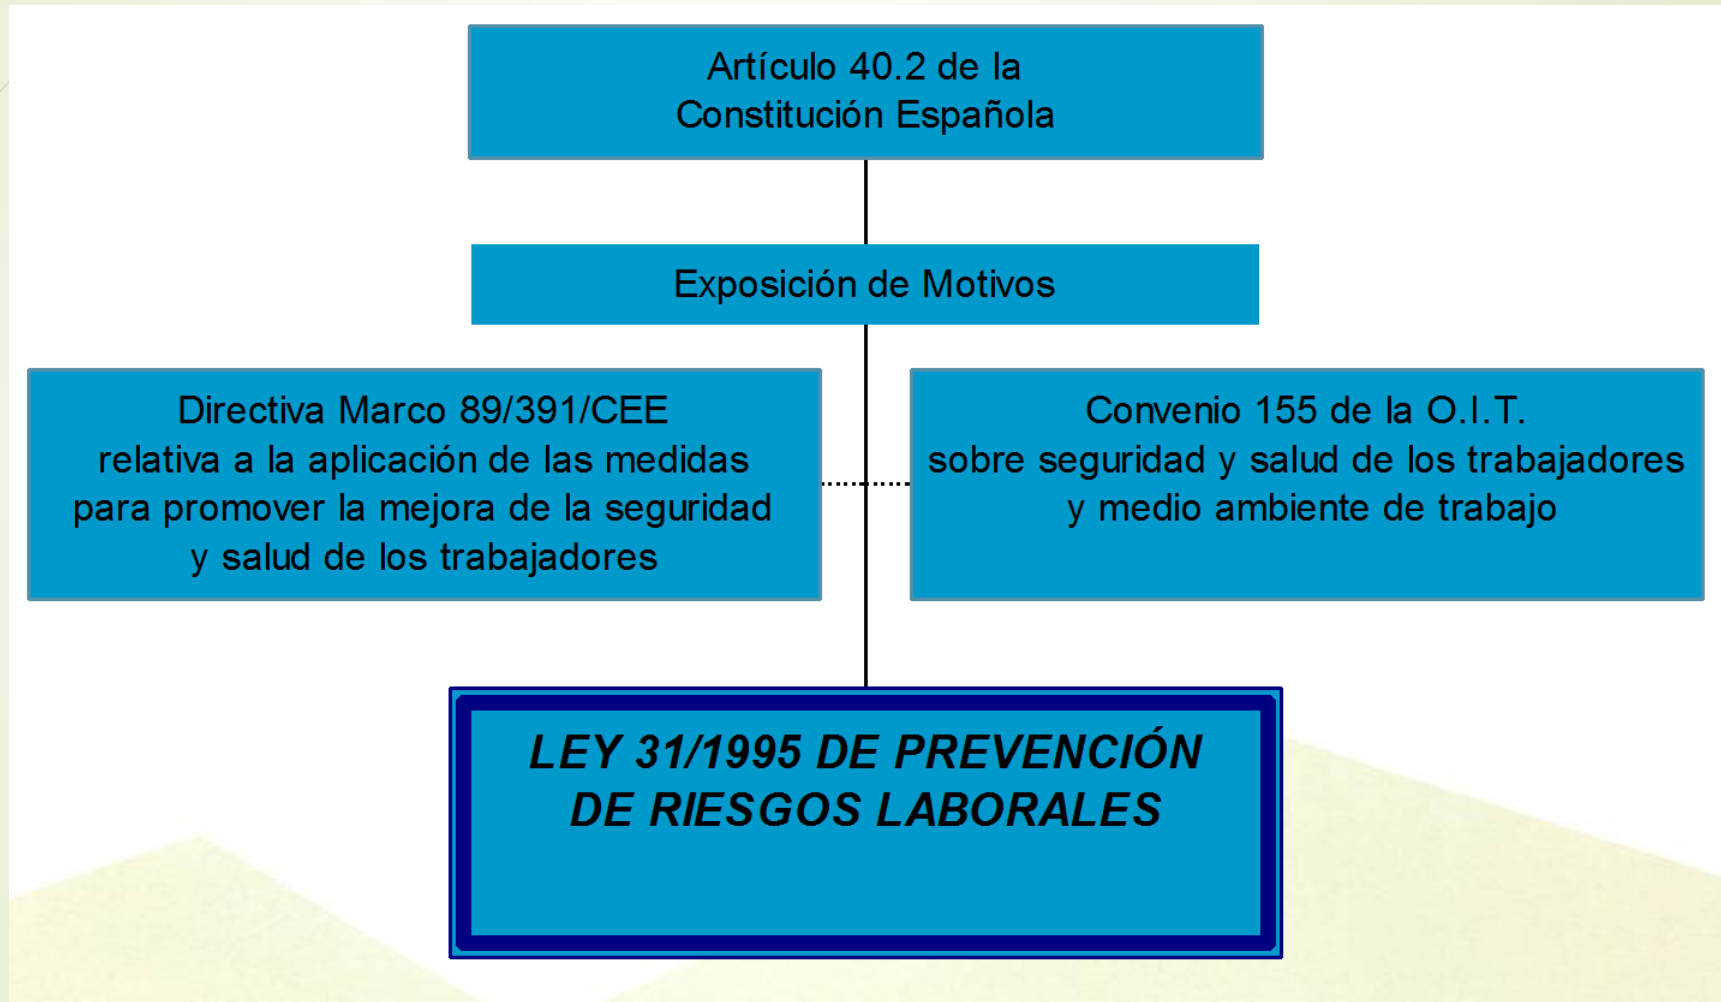 Artículo 40.2 de la
Constitución Española
Exposición de Motivos
Directiva Marco 89/391/CEE
relativa a la aplicación de las medidas
para promover la mejora de la seguridad
y salud de los trabajadores
Convenio 155 de la O.I.T.
sobre seguridad y salud de los trabajadores
y medio ambiente de trabajo
LEY 31/1995 DE PREVENCIÓN
DE RIESGOS LABORALES